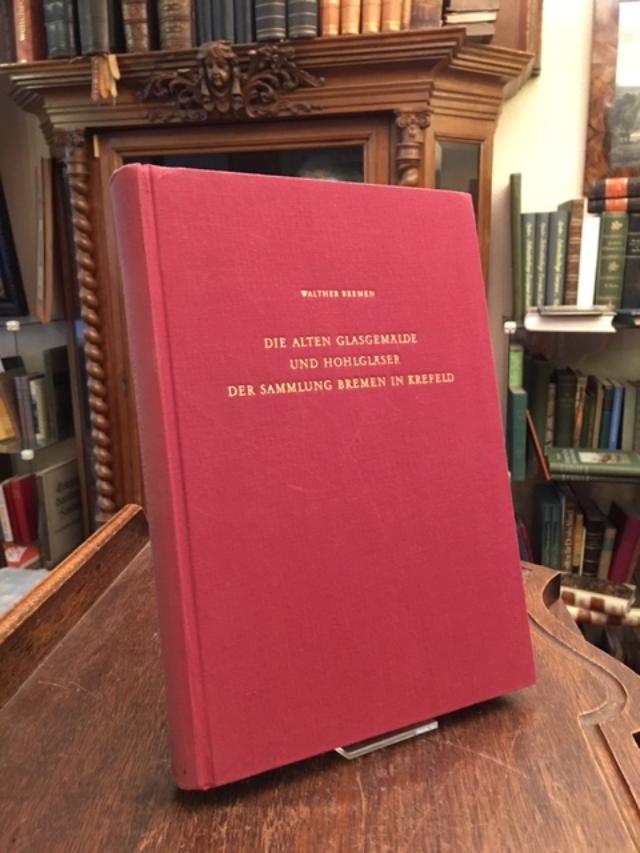 WALTHER BREMEN
DIE ALTEN GLASGEMÄLDE
UND HOHLGLÄSER
DER SAMMLUNG BREMEN IN KREFELD